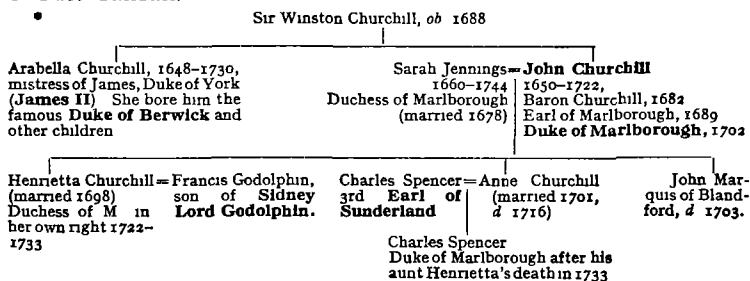 Sir Winston Churchill, ob 1688
Arabella Churchill, 1648–1730,
mistress of James, Duke of York
(James II) She bore him the
famous Duke of Berwick and
other children
Sarah Jennings=John Churchill
1660–1744
Duchess of Marlborough
(married 1678)
1650–1722,
Baron Churchill, 1682
Earl of Marlborough, 1689
Duke of Marlborough, 1702
Henrietta Churchill=Francis Godolphin,
(married 1698)
Duchess of M in
her own right 1722–
1733
son of Sidney
Lord Godolphin.
Charles Spencer=Anne Churchill
3rd Earl of
Sunderland
(married 1701,
d 1716)
John Mar-
quis of Bland-
ford, d 1703.
Charles Spencer
Duke of Marlborough after his
aunt Henrietta's death in 1733